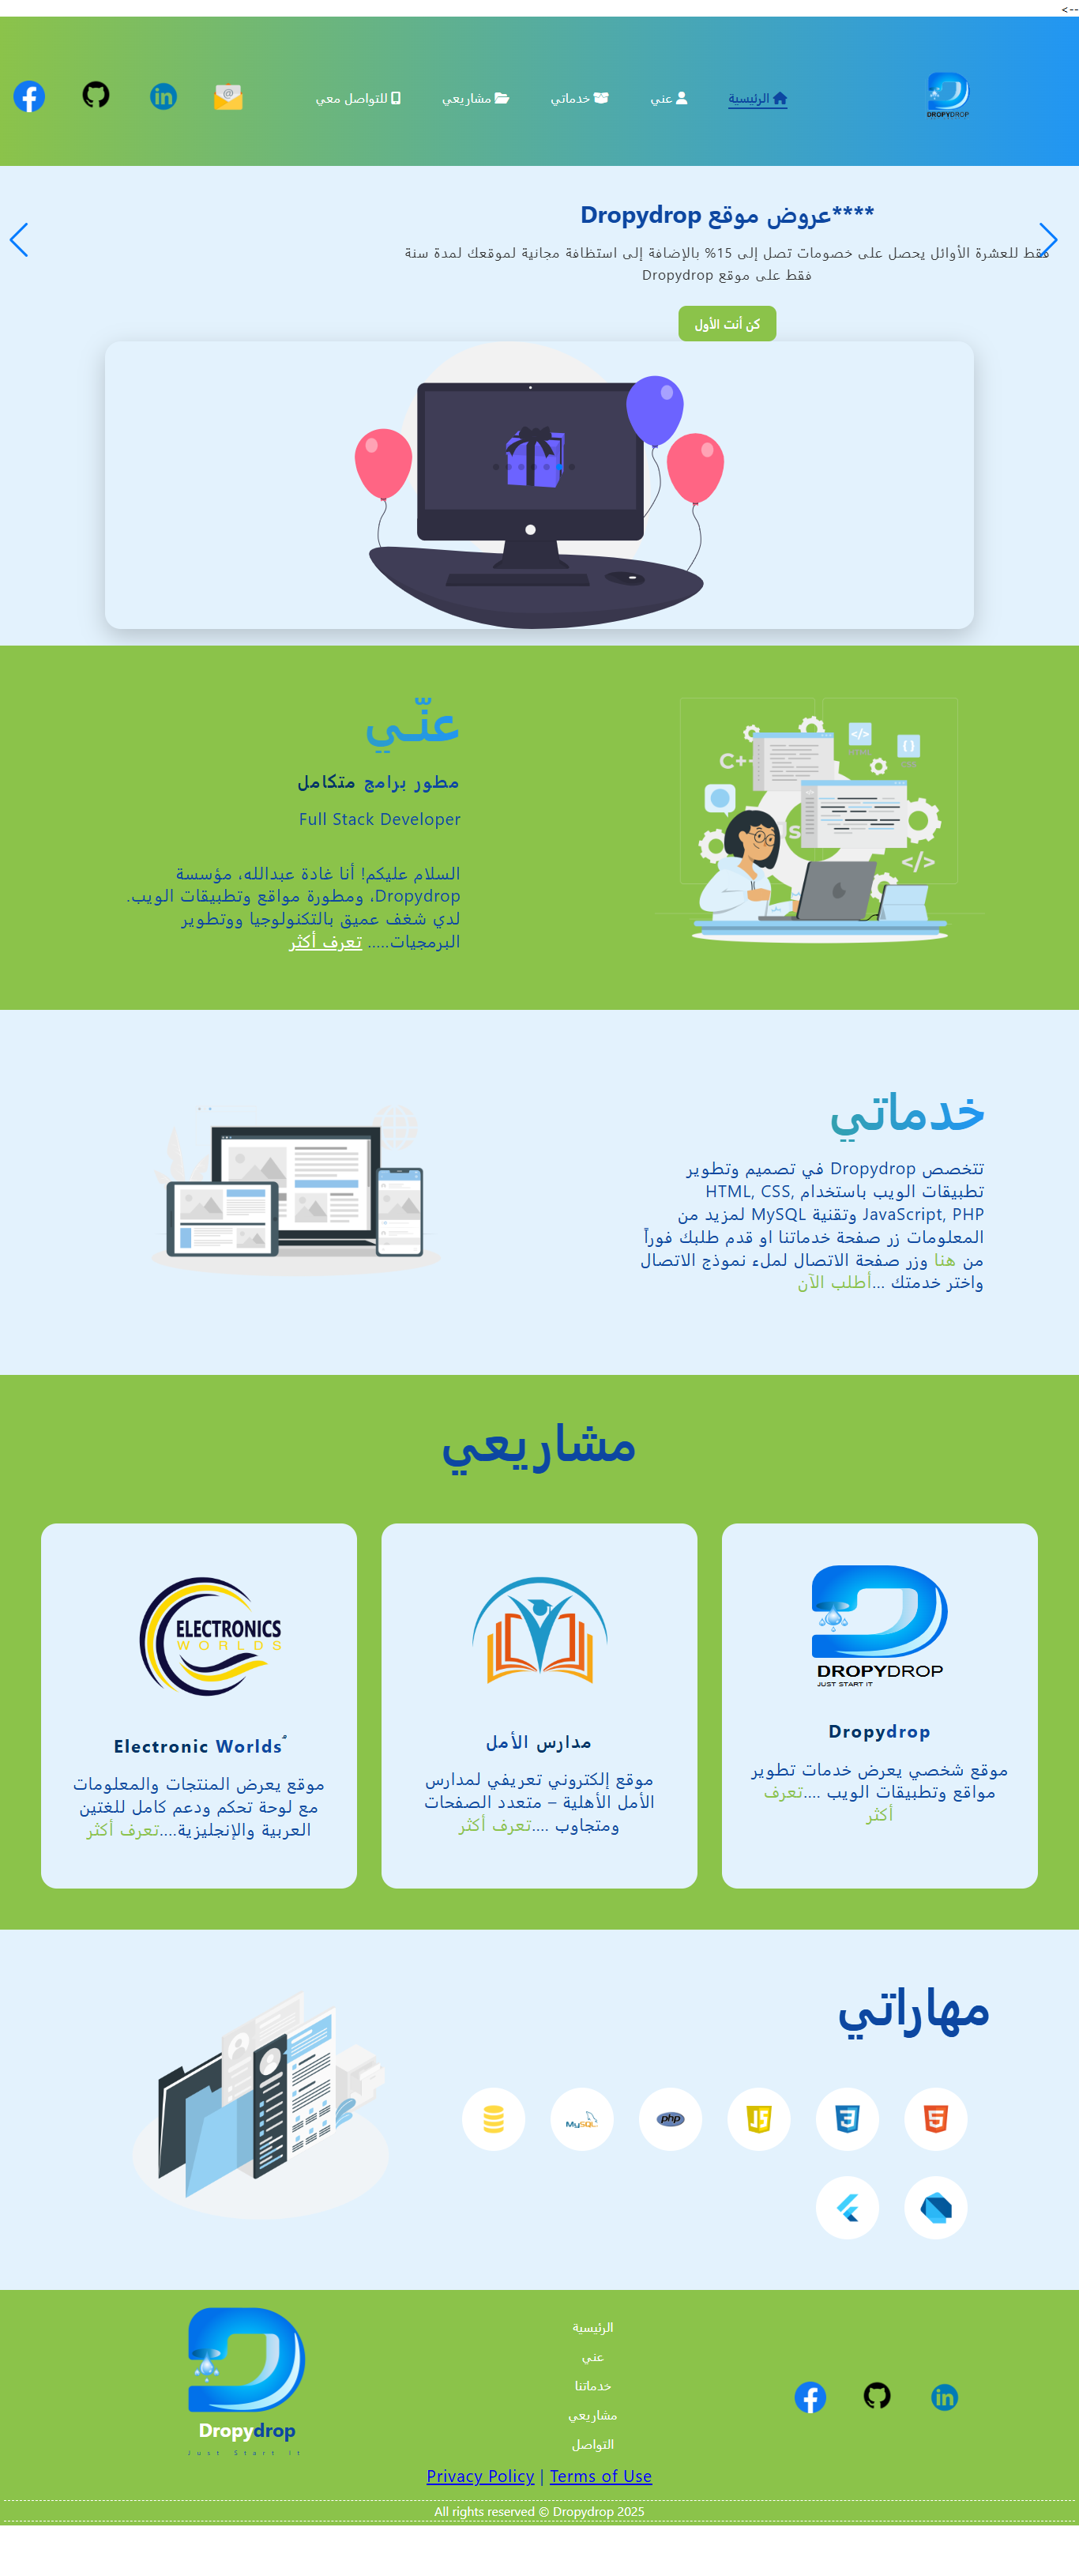 -->
DROPYDROP
الرئيسية
عني
خدماتي
مشاريعي
للتواصل معي
@
in
****عروض موقع Dropydrop
فقط للعشرة الأوائل يحصل على خصومات تصل إلى 15% بالإضافة إلى استظافة مجانية لموقعك لمدة سنة
فقط على موقع Dropydrop
كن أنت الأول
عنّـي
مطور برامج متكامل
Full Stack Developer
السلام عليكم! أنا غادة عبدالله، مؤسسة
Dropydrop، ومطورة مواقع وتطبيقات الويب.
لدي شغف عميق بالتكنولوجيا ووتطوير
البرمجيات..... تعرف أكثر
C++
</>
{ }
Js
</>
خدماتي
تتخصص Dropydrop في تصميم وتطوير
تطبيقات الويب باستخدام HTML, CSS,
JavaScript, PHP وتقنية MySQL لمزيد من
المعلومات زر صفحة خدماتنا او قدم طلبك فوراً
من هنا وزر صفحة الاتصال لملء نموذج الاتصال
واختر خدمتك ...أطلب الآن
مشاريعي
DROPYDROP
JUST START IT
Dropydrop
موقع شخصي يعرض خدمات تطوير
مواقع وتطبيقات الويب ....تعرف
أكثر
مدارس الأمل
موقع إلكتروني تعريفي لمدارس
الأمل الأهلية – متعدد الصفحات
ومتجاوب ....تعرف أكثر
ELECTRONICS
WORLDS
Electronic Worldsُ
موقع يعرض المنتجات والمعلومات
مع لوحة تحكم ودعم كامل للغتين
العربية والإنجليزية....تعرف أكثر
مهاراتي
5
3
JS
php
MySQL
in
الرئيسية
عني
خدماتنا
مشاريعي
التواصل
Dropydrop
Just Start it
Privacy Policy | Terms of Use
All rights reserved © Dropydrop 2025